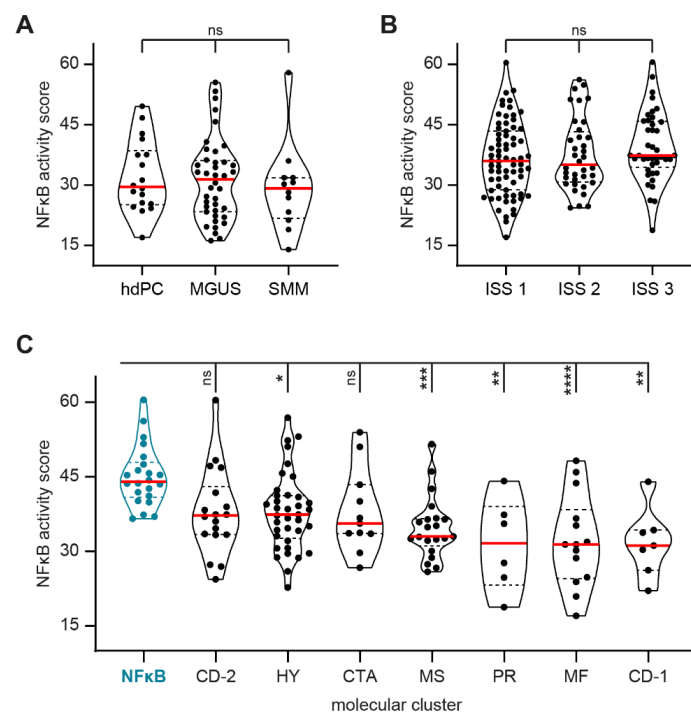 A
ns
NFκB activity score
60
45
30
15
hdPC MGUS SMM
B
ns
NFκB activity score
60
45
30
15
ISS 1 ISS 2 ISS 3
C
ns * ns *** ** **** **
NFκB activity score
60
45
30
15
NFκB CD-2 HY CTA MS PR MF CD-1
molecular cluster